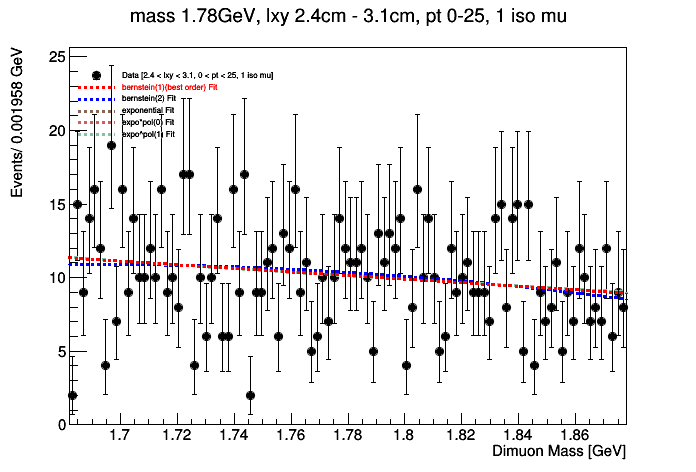 mass 1.78GeV, lxy 2.4cm - 3.1cm, pt 0-25, 1 iso mu
Events/ 0.001958 GeV
25
20
15
10
5
0
Data [2.4 < lxy < 3.1, 0 < pt < 25, 1 iso mu]
bernstein(1)(best order) Fit
bernstein(2) Fit
exponential Fit
expo*pol(0) Fit
expo*pol(1) Fit
1.7
1.72
1.74
1.76
1.78
1.8
1.82
1.84
1.86
Dimuon Mass [GeV]